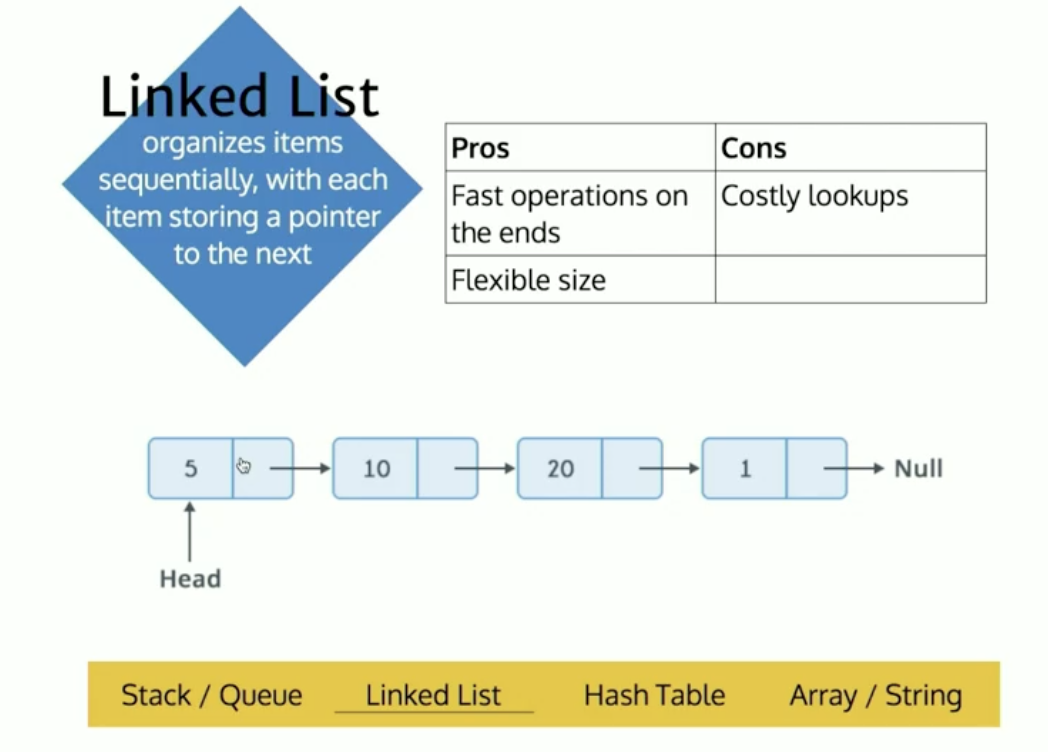 Linked List
organizes items
sequentially, with each
item storing a pointer
to the next
Pros
Cons
Fast operations on
the ends
Costly lookups
Flexible size
5
10
20
1
Null
Head
Stack / Queue
Linked List
Hash Table
Array / String